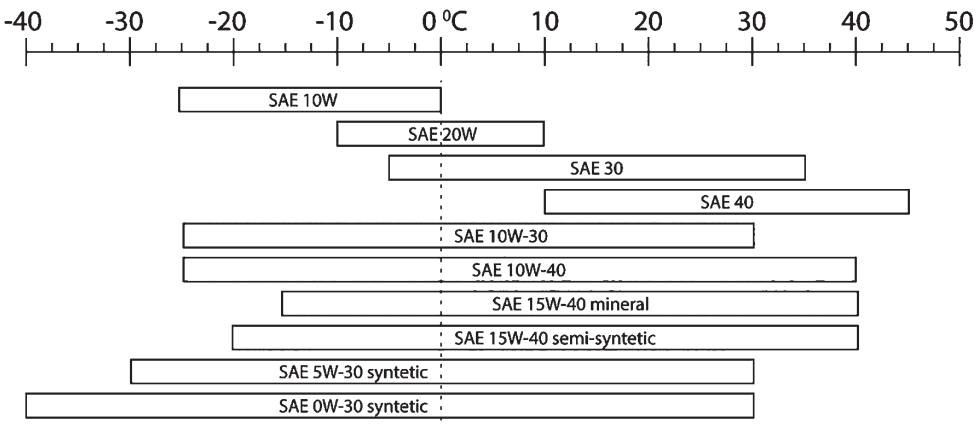 -40 -30 -20 -10 0 ⁰C 10 20 30 40 50
SAE 10W
SAE 20W
SAE 30
SAE 40
SAE 10W-30
SAE 10W-40
SAE 15W-40 mineral
SAE 15W-40 semi-syntetic
SAE 5W-30 syntetic
SAE 0W-30 syntetic